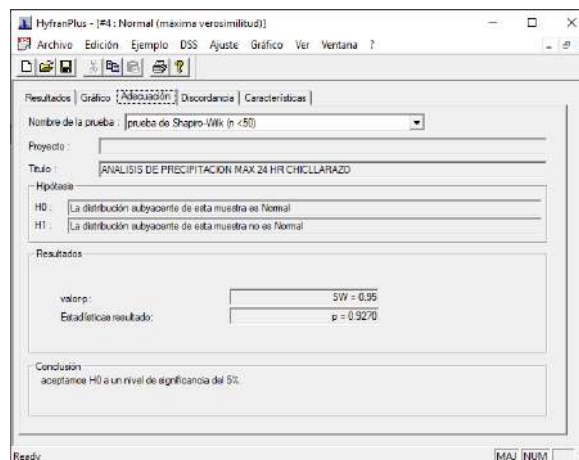 HyfranPlus - [#4 : Normal (máxima verosimilitud)]
Archivo Edición Ejemplo DSS Ajuste Gráfico Ver Ventana ?
Resultados Gráfico Adecuación Discordancia Características
Nombre de la prueba : prueba de Shapiro-Wilk (n <50)
Proyecto :
Titulo : ANALISIS DE PRECIPITACION MAX 24 HR CHICLLARAZO
Hipótesis
H0 : La distribución subyacente de esta muestra es Normal
H1 : La distribución subyacente de esta muestra no es Normal
Resultados
valor-p : SW = 0.95
Estadísticas resultado: p = 0.9270
Conclusión
aceptamos H0 a un nivel de significancia del 5%.
Ready MAJ NUM